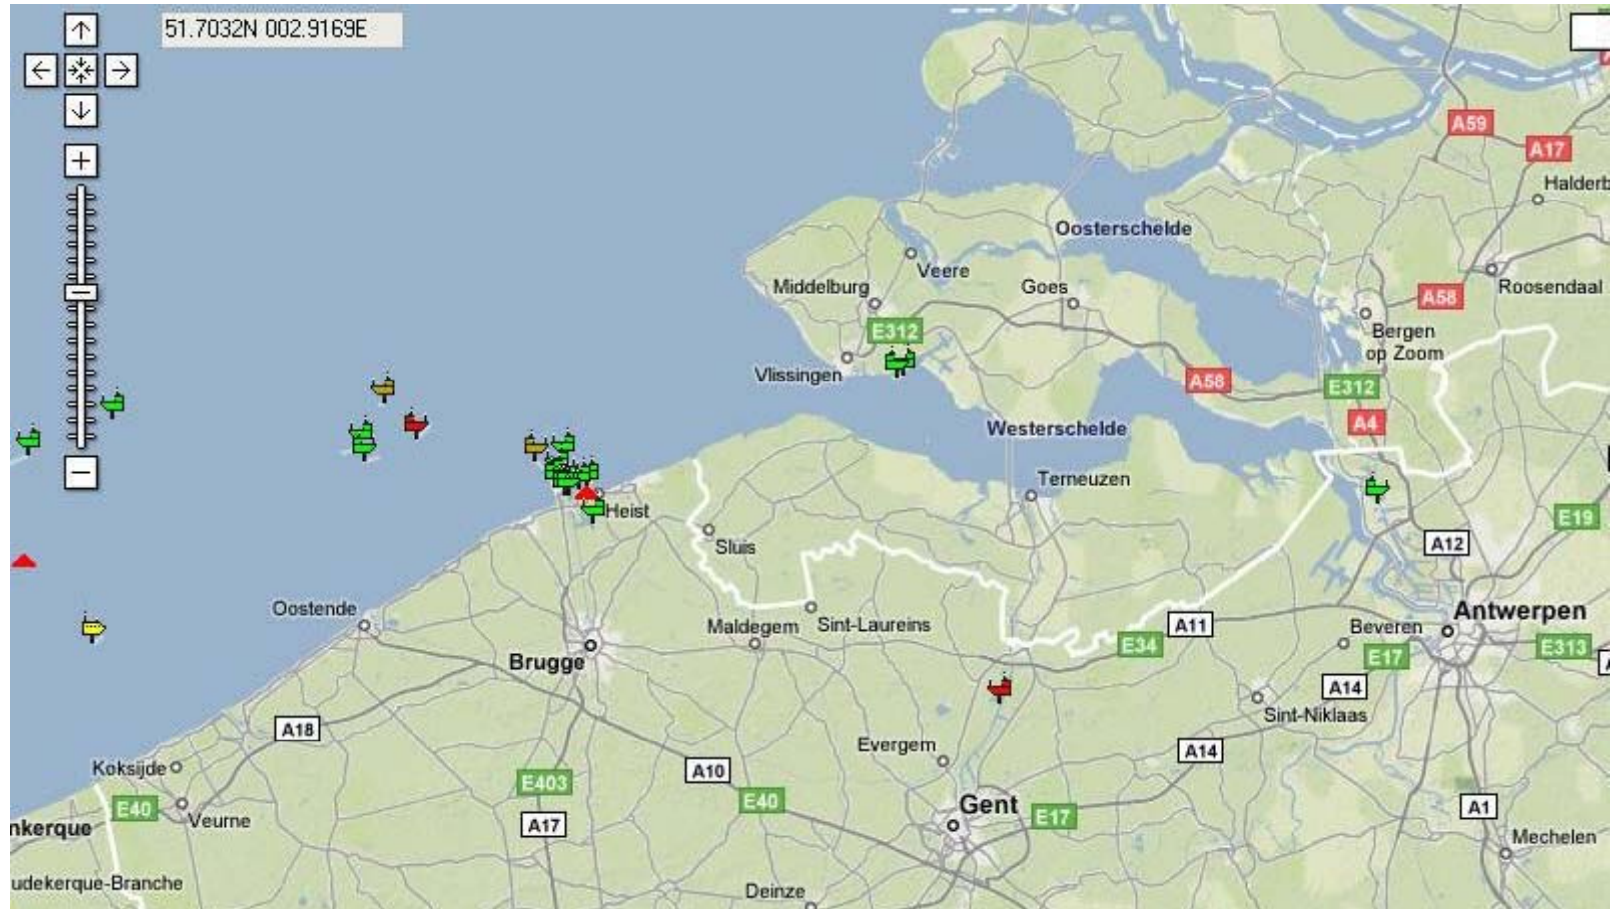 51.7032N 002.9169E
A59
A17
Oosterschelde
Veere
Middelburg
Goes
A58
Roosendaal
E312
Bergen
op Zoom
Vlissingen
A58
E312
A4
Westerschelde
Terneuzen
Heist
E19
Sluis
A12
Oostende
Maldegem
Sint-Laureins
A11
Antwerpen
Beveren
Brugge
E34
E17
E313
A14
Sint-Niklaas
A18
Evergem
A14
Koksijde
A10
E403
E40
Veurne
E40
A17
Gent
E17
A1
nkerque
Mechelen
udekerque-Branche
Deinze